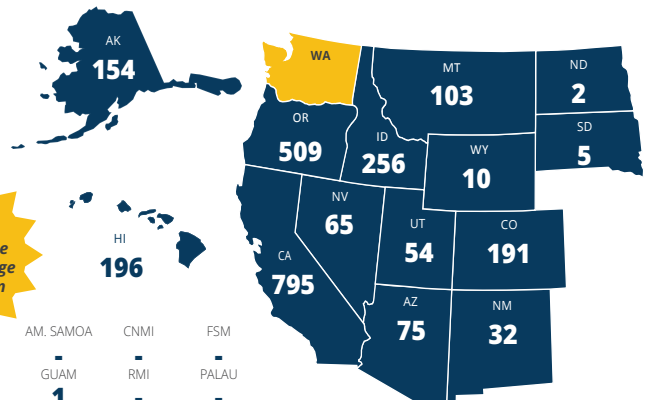 AK
154
WA
MT
103
ND
2
OR
509
ID
256
SD
5
WY
10
NV
65
UT
54
CO
191
HI
196
CA
795
AZ
75
NM
32
AM. SAMOA CNMI FSM
- - -
GUAM RMI PALAU
1 - -